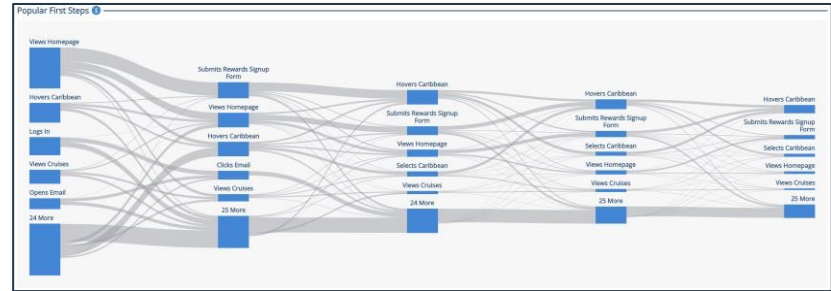 Popular First Steps
Views Homepage
Hovers Caribbean
Logs In
Views Cruises
Opens Email
24 More
Submits Rewards Signup
Form
Views Homepage
Hovers Caribbean
Clicks Email
Views Cruises
25 More
Hovers Caribbean
Submits Rewards Signup
Form
Views Homepage
Selects Caribbean
Views Cruises
24 More
Hovers Caribbean
Submits Rewards Signup
Form
Selects Caribbean
Views Homepage
Views Cruises
25 More
Hovers Caribbean
Submits Rewards Signup
Form
Selects Caribbean
Views Homepage
Views Cruises
25 More